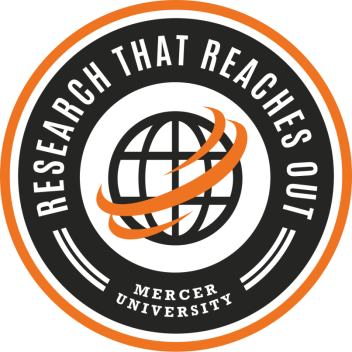 RESEARCH THAT REACHES OUT
MERCER
UNIVERSITY